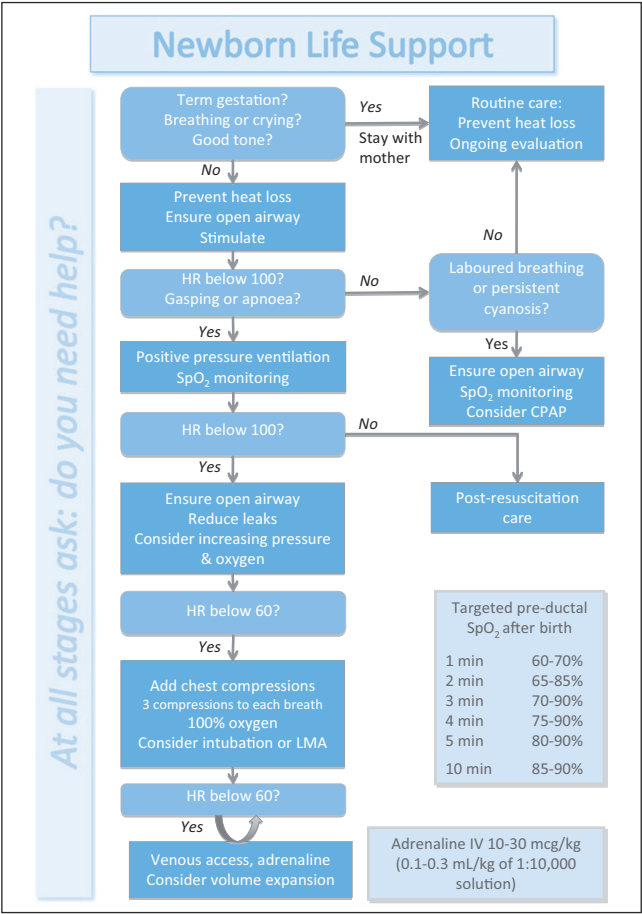 Newborn Life Support
At all stages ask: do you need help?
Term gestation?
Breathing or crying?
Good tone?
Yes
Stay with
mother
Routine care:
Prevent heat loss
Ongoing evaluation
No
Prevent heat loss
Ensure open airway
Stimulate
No
HR below 100?
Gasping or apnoea?
No
Laboured breathing
or persistent
cyanosis?
Yes
Yes
Positive pressure ventilation
SpO₂ monitoring
Ensure open airway
SpO₂ monitoring
Consider CPAP
HR below 100?
No
Yes
Ensure open airway
Reduce leaks
Consider increasing pressure
& oxygen
Post-resuscitation
care
HR below 60?
Yes
Targeted pre-ductal
SpO₂ after birth
1 min 60-70%
2 min 65-85%
3 min 70-90%
4 min 75-90%
5 min 80-90%
10 min 85-90%
Add chest compressions
3 compressions to each breath
100% oxygen
Consider intubation or LMA
HR below 60?
Yes
Venous access, adrenaline
Consider volume expansion
Adrenaline IV 10-30 mcg/kg
(0.1-0.3 mL/kg of 1:10,000
solution)